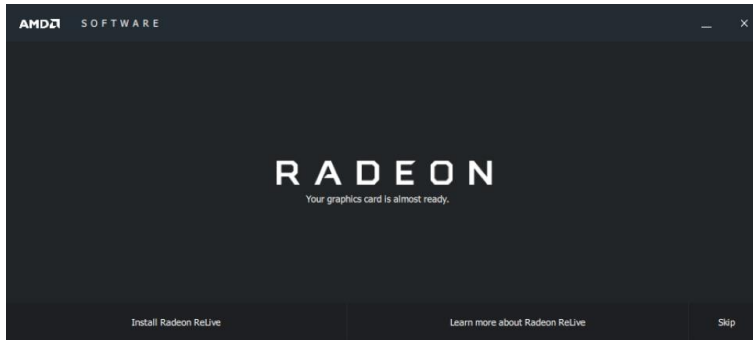 AMD SOFTWARE
RADEON
Your graphics card is almost ready.
Install Radeon ReLive Learn more about Radeon ReLive Skip